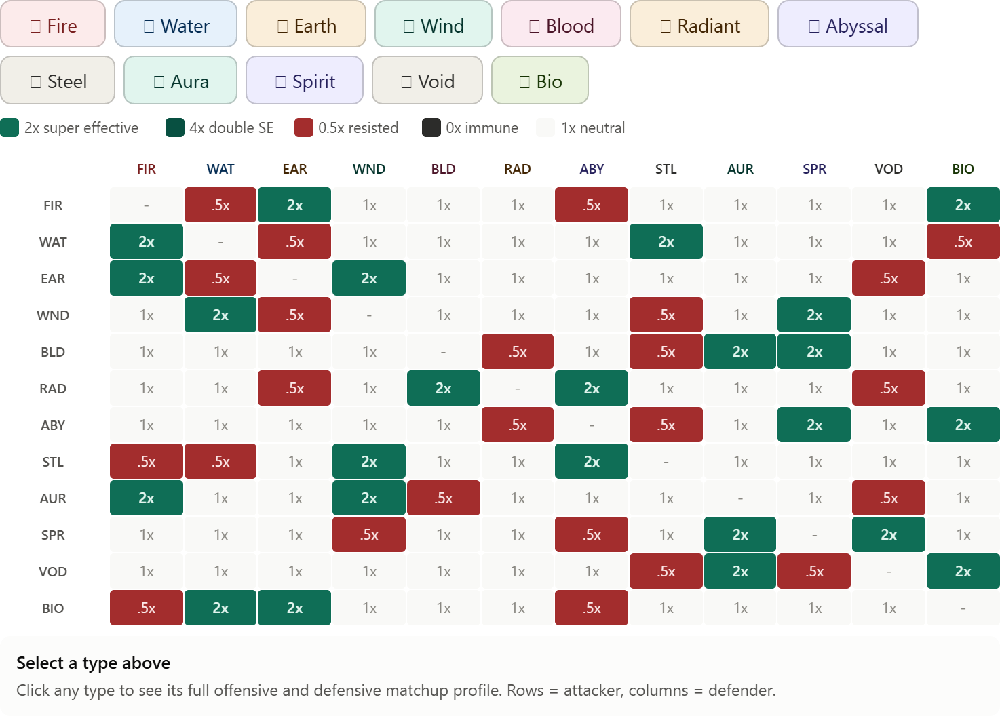 Fire Water Earth Wind Blood Radiant Abyssal
Steel Aura Spirit Void Bio
2x super effective 4x double SE 0.5x resisted 0x immune 1x neutral
FIR WAT EAR WND BLD RAD ABY STL AUR SPR VOD BIO
FIR - .5x 2x 1x 1x 1x .5x 1x 1x 1x 1x 2x
WAT 2x - .5x 1x 1x 1x 1x 2x 1x 1x 1x .5x
EAR 2x .5x - 2x 1x 1x 1x 1x 1x 1x .5x 1x
WND 1x 2x .5x - 1x 1x 1x .5x 1x 2x 1x 1x
BLD 1x 1x 1x 1x - .5x 1x .5x 2x 2x 1x 1x
RAD 1x 1x .5x 1x 2x - 2x 1x 1x 1x .5x 1x
ABY 1x 1x 1x 1x 1x .5x - .5x 1x 2x 1x 2x
STL .5x .5x 1x 2x 1x 1x 2x - 1x 1x 1x 1x
AUR 2x 1x 1x 2x .5x 1x 1x 1x - 1x .5x 1x
SPR 1x 1x 1x .5x 1x 1x .5x 1x 2x - 2x 1x
VOD 1x 1x 1x 1x 1x 1x 1x .5x 2x .5x - 2x
BIO .5x 2x 2x 1x 1x 1x .5x 1x 1x 1x 1x -
Select a type above
Click any type to see its full offensive and defensive matchup profile. Rows = attacker, columns = defender.